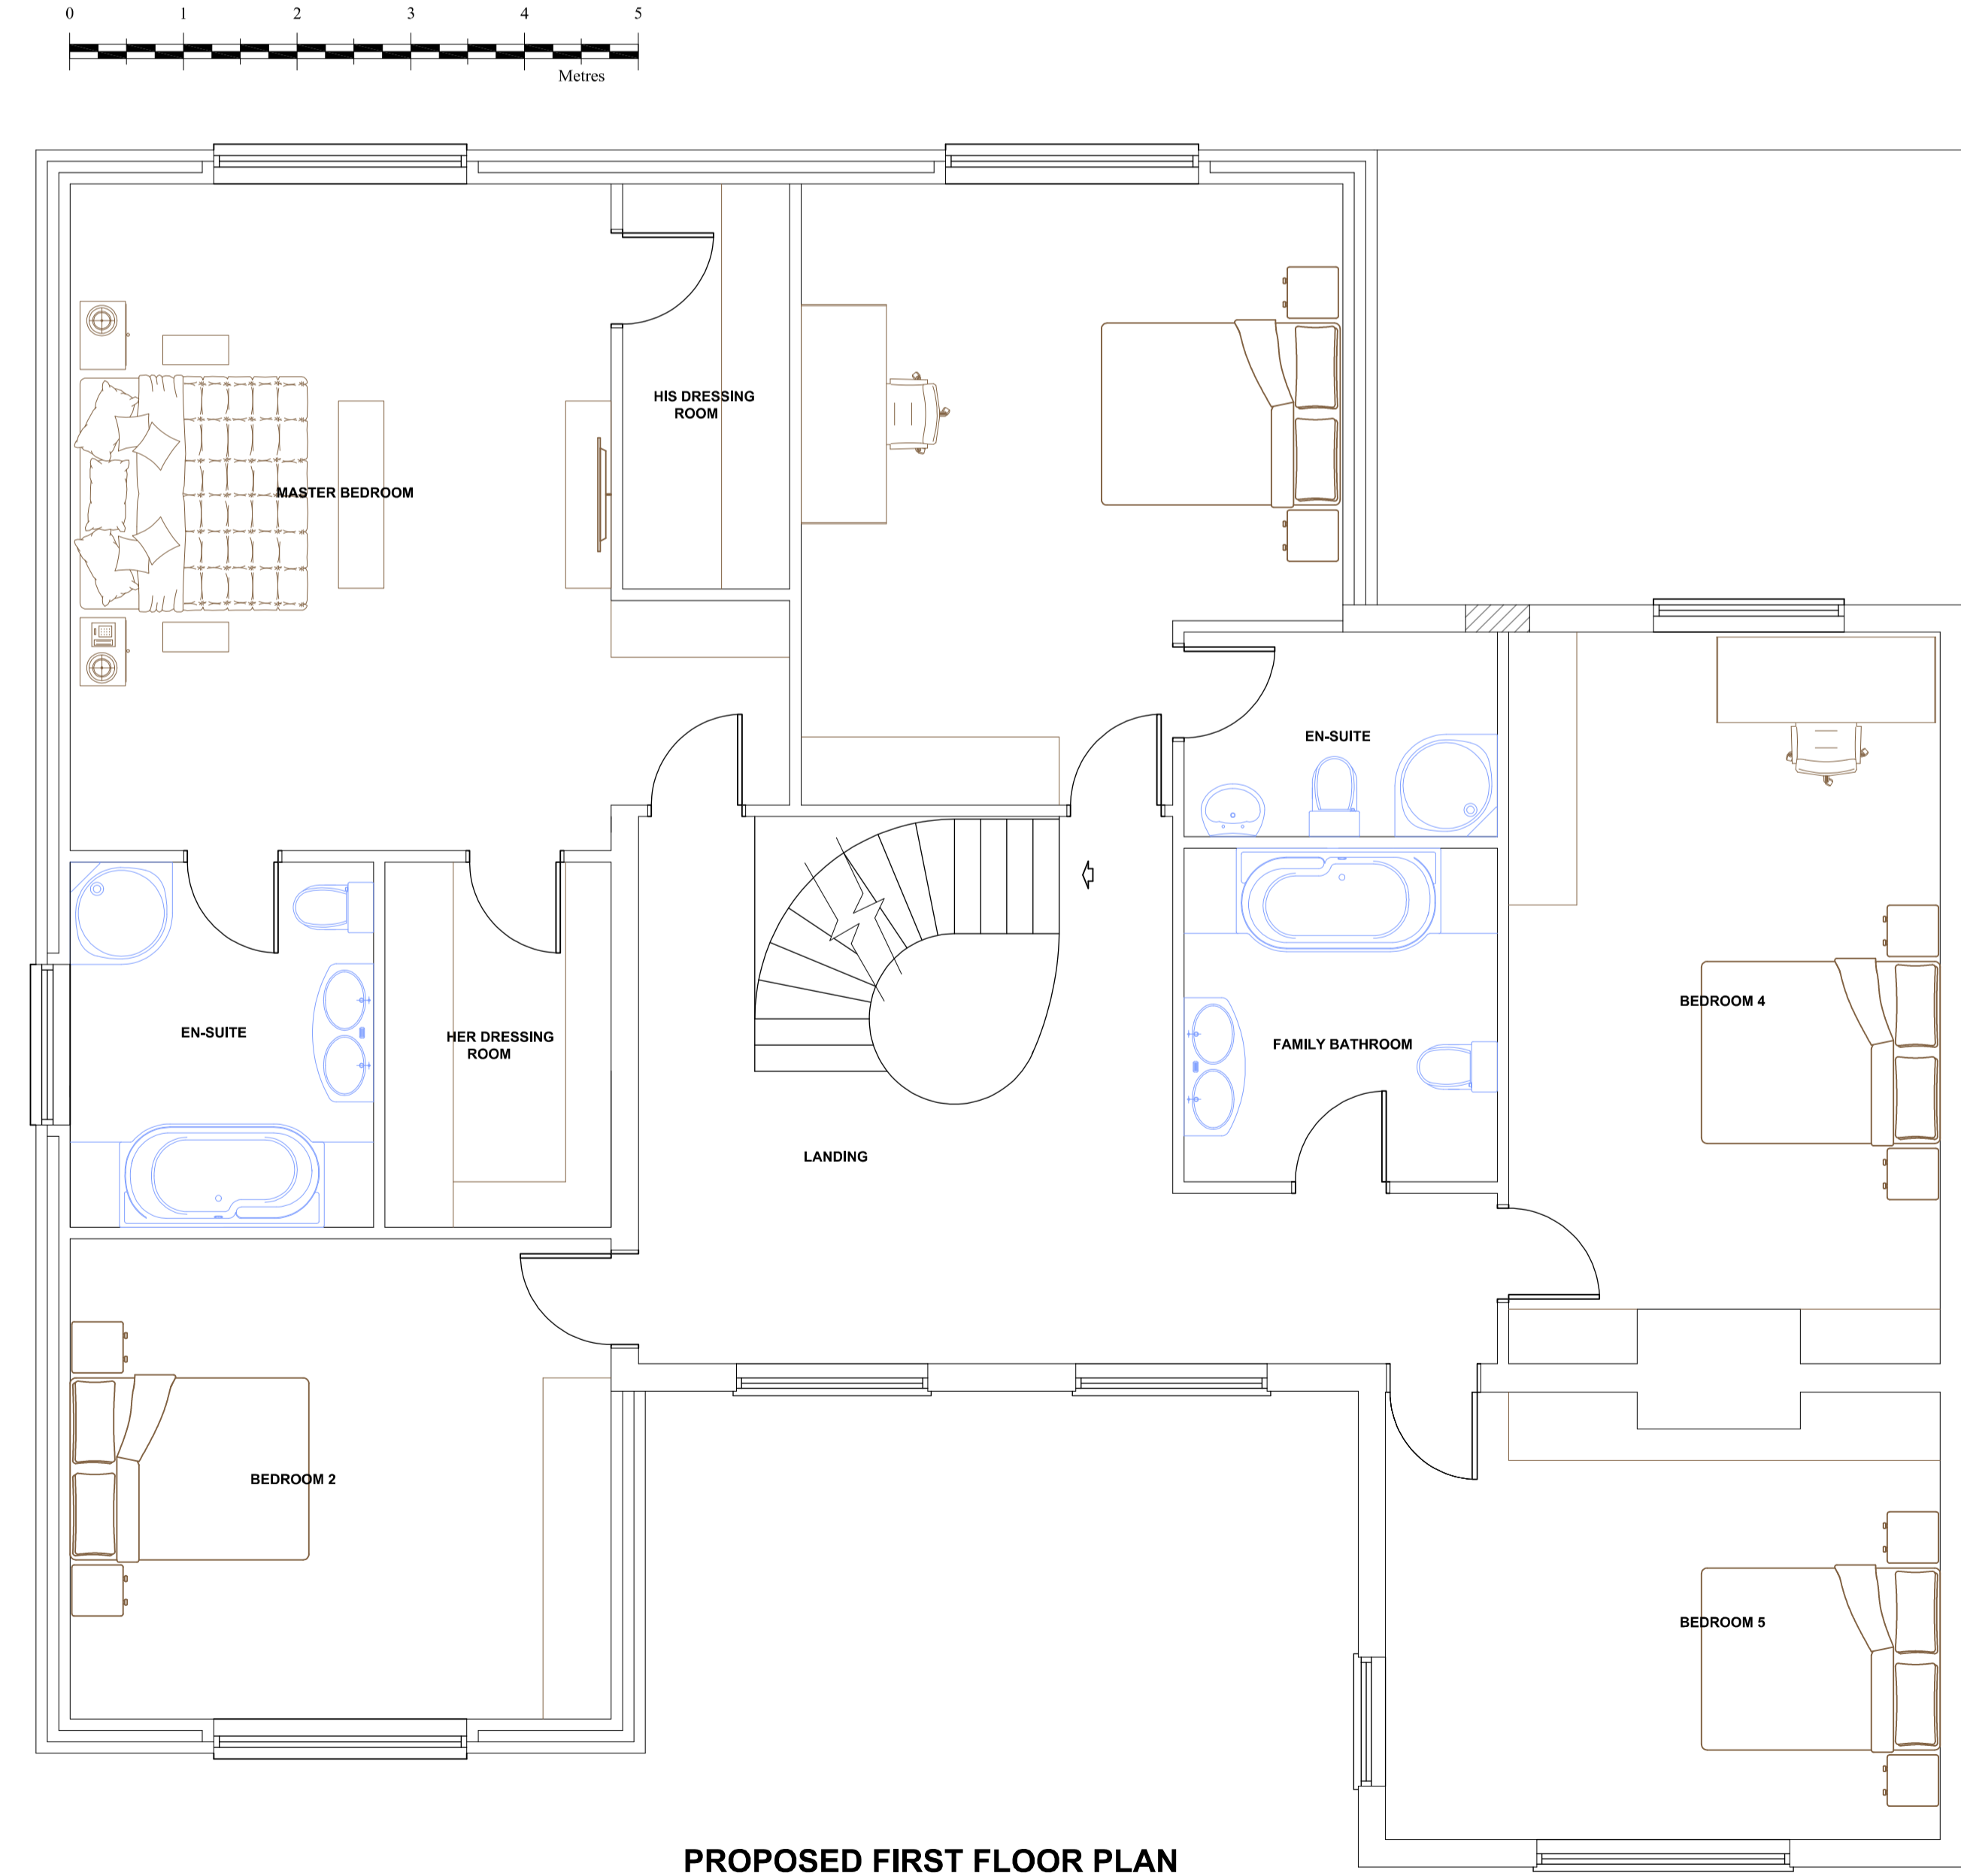 0 1 2 3 4 5
Metres
HIS DRESSING
ROOM
MASTER BEDROOM
EN-SUITE
BEDROOM 4
EN-SUITE
HER DRESSING
ROOM
FAMILY BATHROOM
LANDING
BEDROOM 2
BEDROOM 5
PROPOSED FIRST FLOOR PLAN